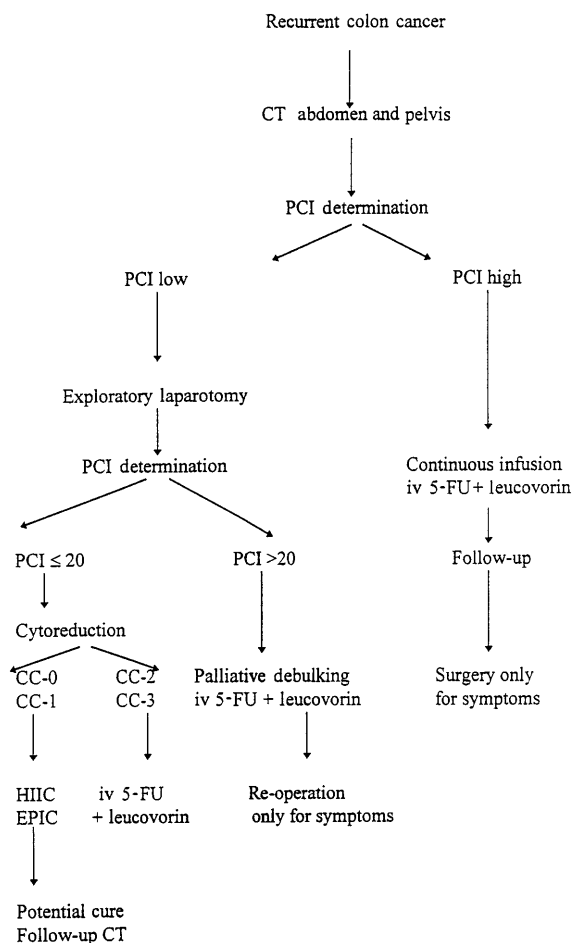 Recurrent colon cancer
CT abdomen and pelvis
PCI determination
PCI low
PCI high
Exploratory laparotomy
PCI determination
Continuous infusion
iv 5-FU + leucovorin
PCI ≤ 20
PCI >20
Follow-up
Cytoreduction
CC-0
CC-1
CC-2
CC-3
Palliative debulking
iv 5-FU + leucovorin
Surgery only
for symptoms
HIIC
EPIC
iv 5-FU
+ leucovorin
Re-operation
only for symptoms
Potential cure
Follow-up CT